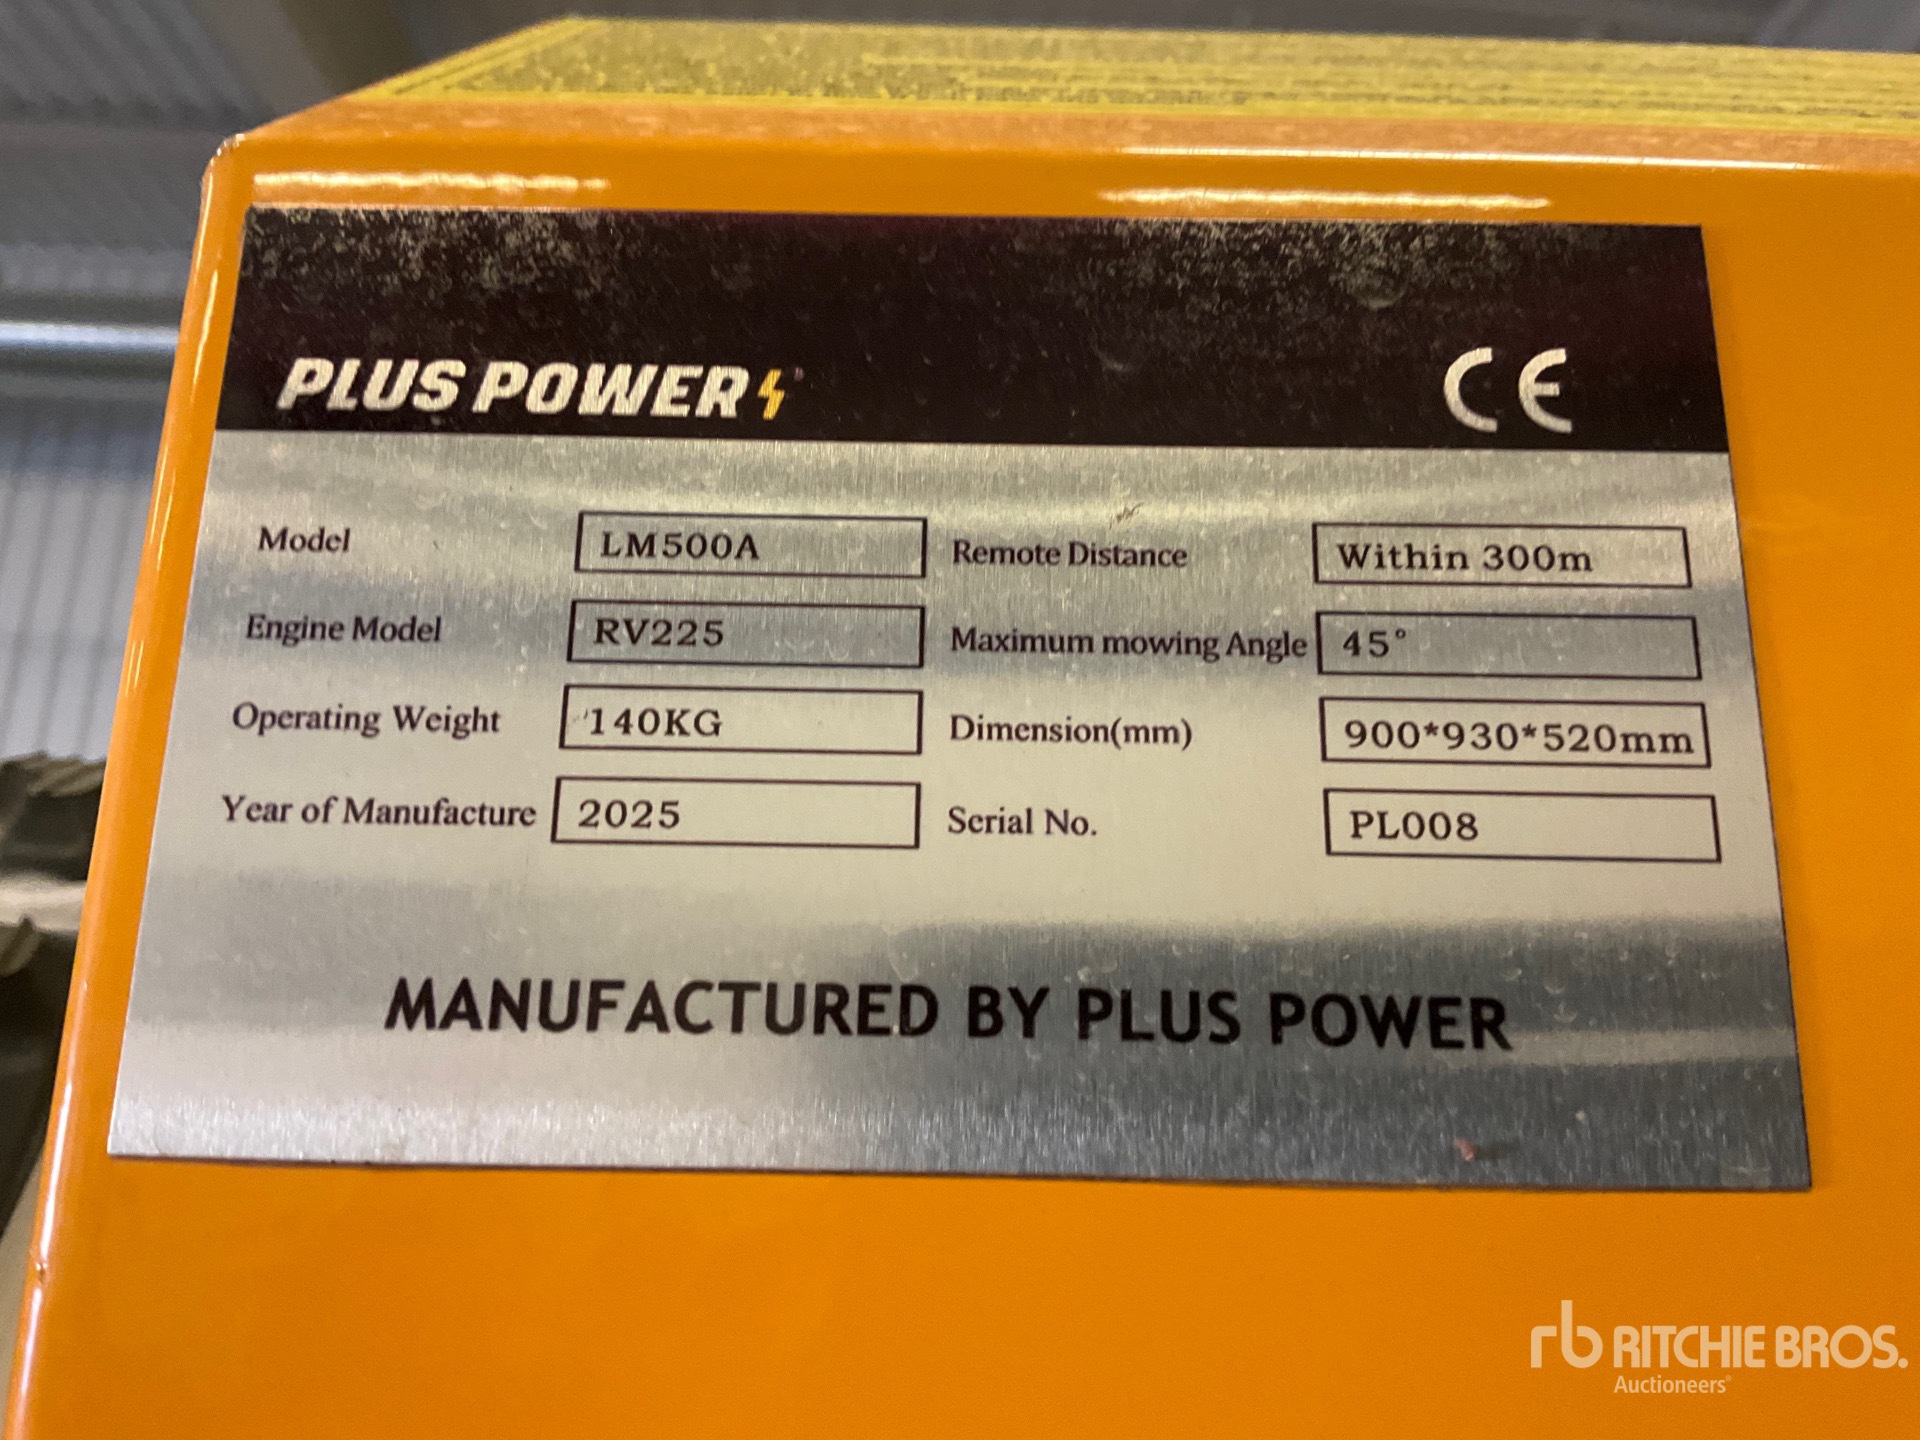 PLUS POWER
CE
Model LM500A Remote Distance Within 300m
Engine Model RV225 Maximum mowing Angle 45°
Operating Weight 140KG Dimension(mm) 900*930*520mm
Year of Manufacture 2025 Serial No. PL008
MANUFACTURED BY PLUS POWER
rb RITCHIE BROS.
Auctioneers